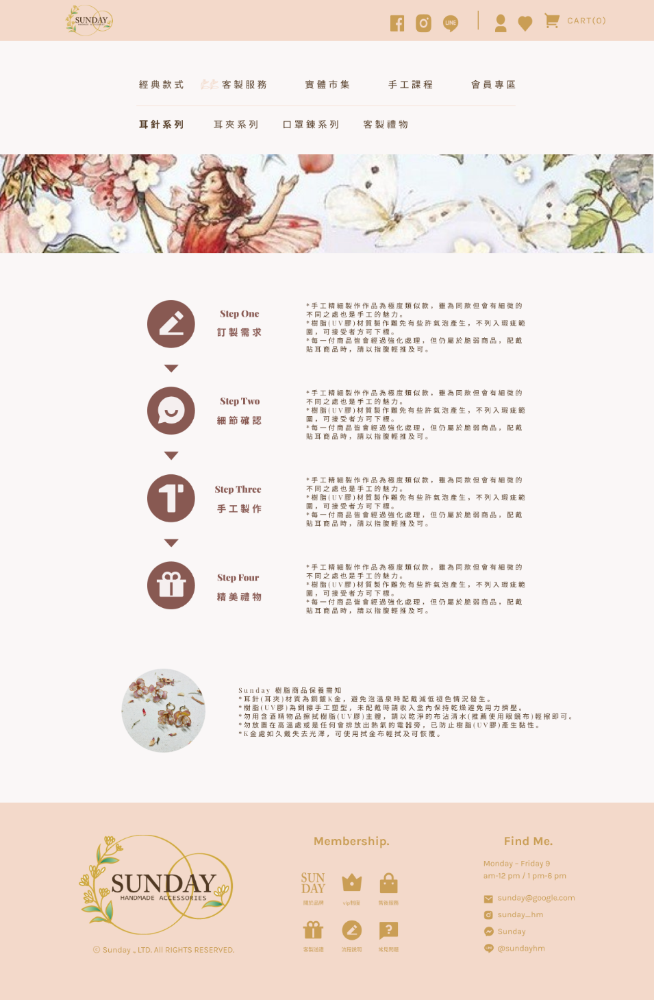 SUNDAY
HANDMADE ACCESSORIES
LINE
CART(0)
經典款式 客製服務 實體市集 手工課程 會員專區
耳針系列 耳夾系列 口罩鍊系列 客製禮物
Step One
訂製需求
*手工精細製作作品為極度類似款，雖為同款但會有細微的
不同之處也是手工的魅力。
*樹脂(UV膠)材質製作難免有些許氣泡產生，不列入瑕疵範
圍，可接受者方可下標。
*每一付商品皆會經過強化處理，但仍屬於脆弱商品，配戴
貼耳商品時，請以指腹輕推及可。
Step Two
細節確認
*手工精細製作作品為極度類似款，雖為同款但會有細微的
不同之處也是手工的魅力。
*樹脂(UV膠)材質製作難免有些許氣泡產生，不列入瑕疵範
圍，可接受者方可下標。
*每一付商品皆會經過強化處理，但仍屬於脆弱商品，配戴
貼耳商品時，請以指腹輕推及可。
Step Three
手工製作
*手工精細製作作品為極度類似款，雖為同款但會有細微的
不同之處也是手工的魅力。
*樹脂(UV膠)材質製作難免有些許氣泡產生，不列入瑕疵範
圍，可接受者方可下標。
*每一付商品皆會經過強化處理，但仍屬於脆弱商品，配戴
貼耳商品時，請以指腹輕推及可。
Step Four
精美禮物
*手工精細製作作品為極度類似款，雖為同款但會有細微的
不同之處也是手工的魅力。
*樹脂(UV膠)材質製作難免有些許氣泡產生，不列入瑕疵範
圍，可接受者方可下標。
*每一付商品皆會經過強化處理，但仍屬於脆弱商品，配戴
貼耳商品時，請以指腹輕推及可。
Sunday 樹脂商品保養需知
*耳針(耳夾)材質為銅鍍K金，避免泡溫泉時配戴減低褪色情況發生。
*樹脂(UV膠)為銅線手工塑型，未配戴時請收入盒內保持乾燥避免用力擠壓。
*勿用含酒精物品擦拭樹脂(UV膠)主體，請以乾淨的布沾清水(推薦使用眼鏡布)輕擦即可。
*勿放置在高溫處或是任何會排放出熱氣的電器旁，已防止樹脂(UV膠)產生黏性。
*K金處如久戴失去光澤，可使用拭金布輕拭及可恢覆。
SUNDAY
HANDMADE ACCESSORIES
© Sunday ., LTD. All RIGHTS RESERVED.
Membership.
SUN
DAY
關於品牌 vip制度 售後服務
客製送禮 流程說明 常見問題
Find Me.
Monday - Friday 9
am-12 pm / 1 pm-6 pm
sunday@google.com
sunday_hm
Sunday
@sundayhm